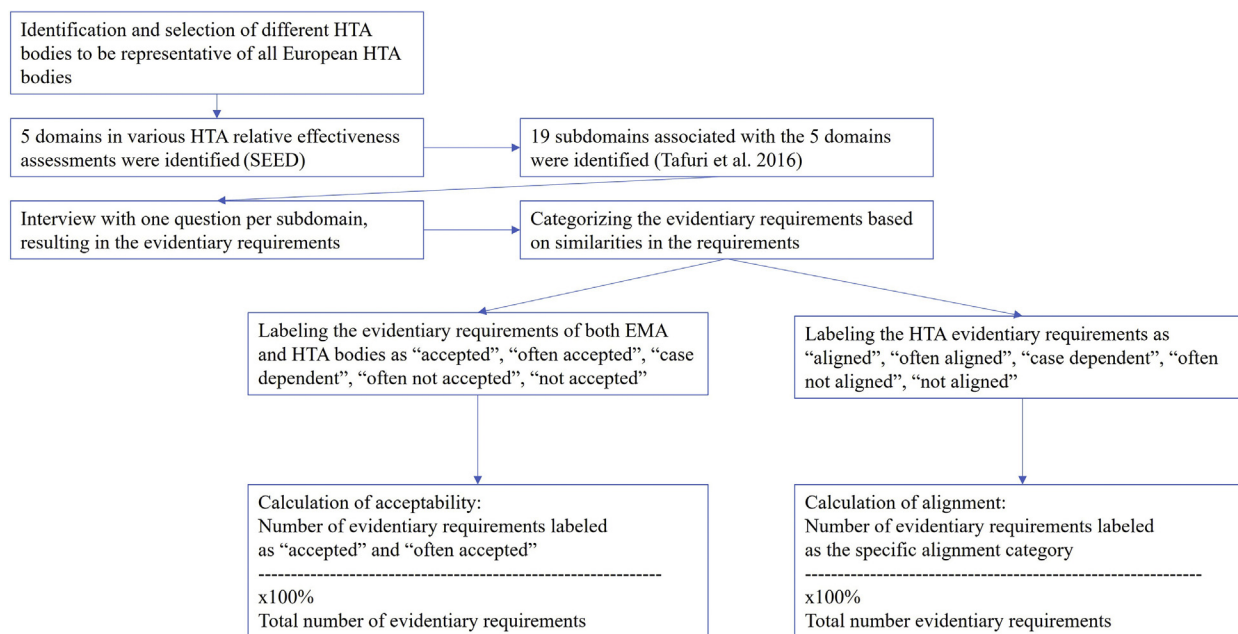 Identification and selection of different HTA
bodies to be representative of all European HTA
bodies
5 domains in various HTA relative effectiveness
assessments were identified (SEED)
19 subdomains associated with the 5 domains
were identified (Tafuri et al. 2016)
Interview with one question per subdomain,
resulting in the evidentiary requirements
Categorizing the evidentiary requirements based
on similarities in the requirements
Labeling the evidentiary requirements of both EMA
and HTA bodies as “accepted”, “often accepted”, “case
dependent”, “often not accepted”, “not accepted”
Labeling the HTA evidentiary requirements as
“aligned”, “often aligned”, “case dependent”, “often
not aligned”, “not aligned”
Calculation of acceptability:
Number of evidentiary requirements labeled
as “accepted” and “often accepted”
--------------------------------------------------------------
x100%
Total number of evidentiary requirements
Calculation of alignment:
Number of evidentiary requirements labeled
as the specific alignment category
-------------------------------------------------------------
x100%
Total number evidentiary requirements